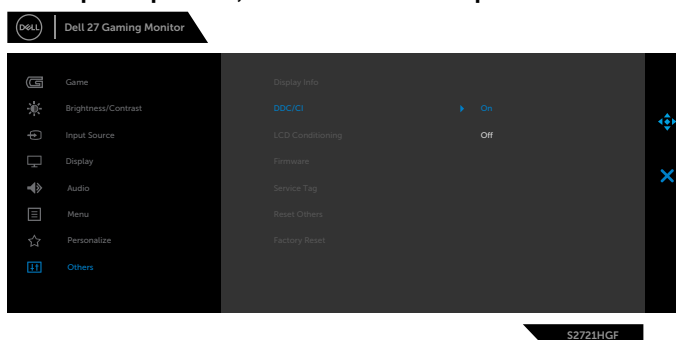 DELL
Dell 27 Gaming Monitor
Game
Display Info
Brightness/Contrast
DDC/CI
On
Input Source
LCD Conditioning
Off
Display
Firmware
Audio
Service Tag
Menu
Reset Others
Personalize
Factory Reset
Others
S2721HGF